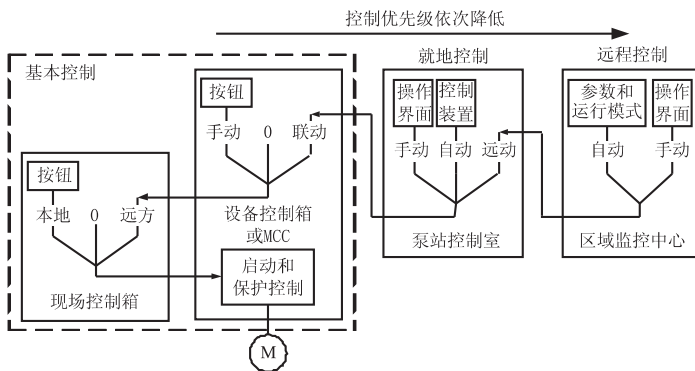 控制优先级依次降低
基本控制
就地控制
远程控制
按钮
手动 0 联动
设备控制箱
或MCC
启动和
保护控制
按钮
本地 0 远方
现场控制箱
M
操作
界面
控制
装置
手动 自动 远动
泵站控制室
参数和
运行模式
操作
界面
自动 手动
区域监控中心